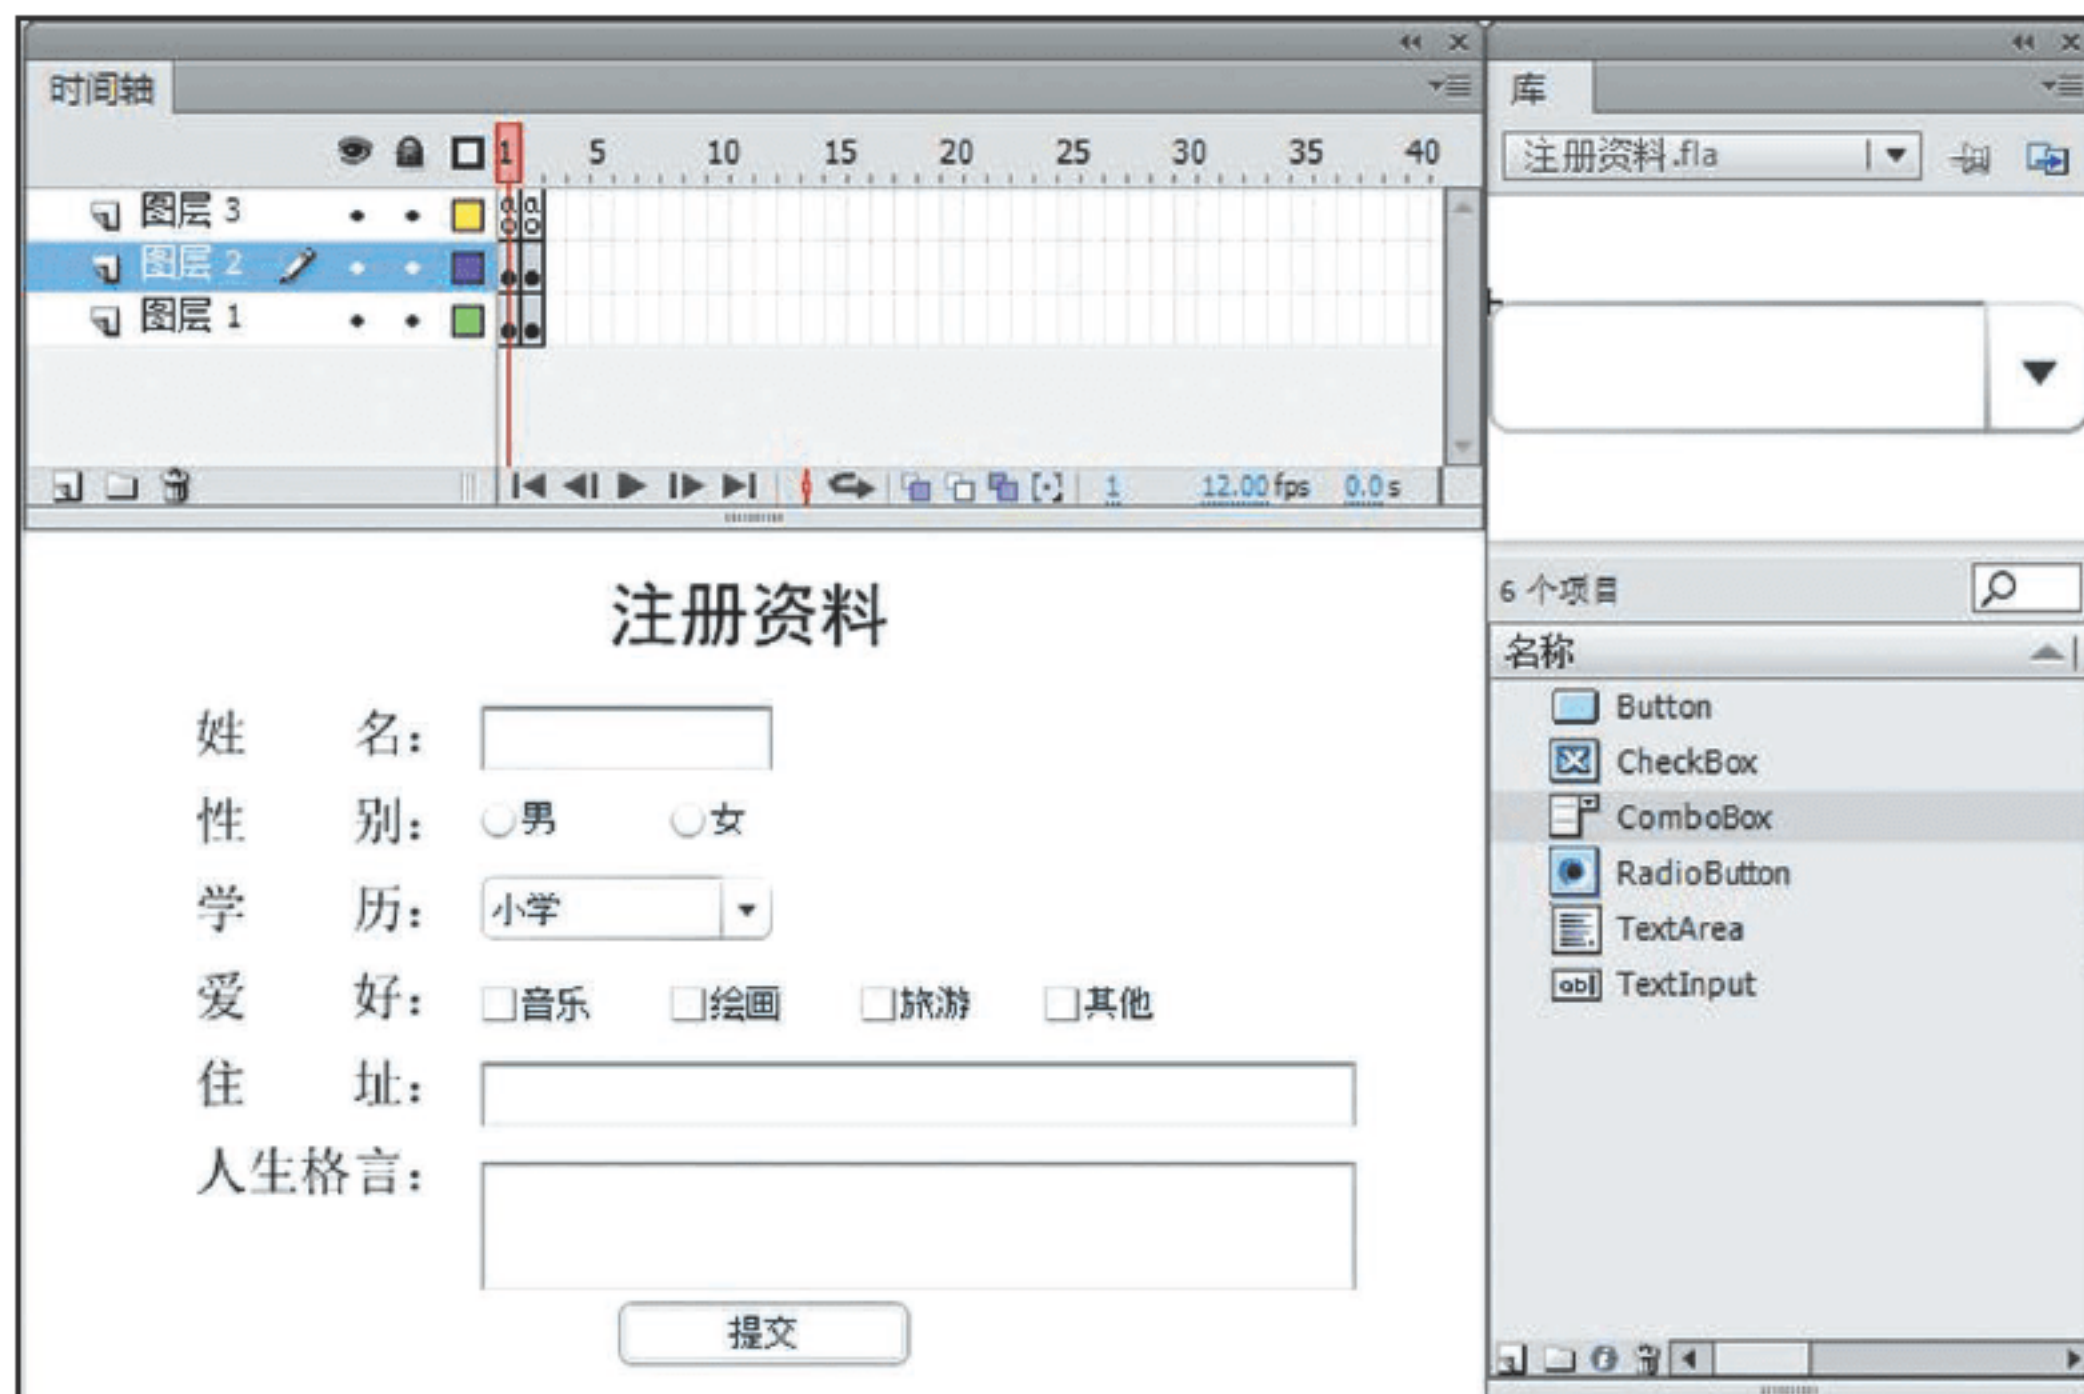 时间轴
1 5 10 15 20 25 30 35 40
图层 3
图层 2
图层 1
1 12.00 fps 0.0 s
注册资料
姓 名：
性 别： 男 女
学 历： 小学
爱 好： 音乐 绘画 旅游 其他
住 址：
人生格言：
提交
库
注册资料.fla
6 个项目
名称
Button
CheckBox
ComboBox
RadioButton
TextArea
abl TextInput